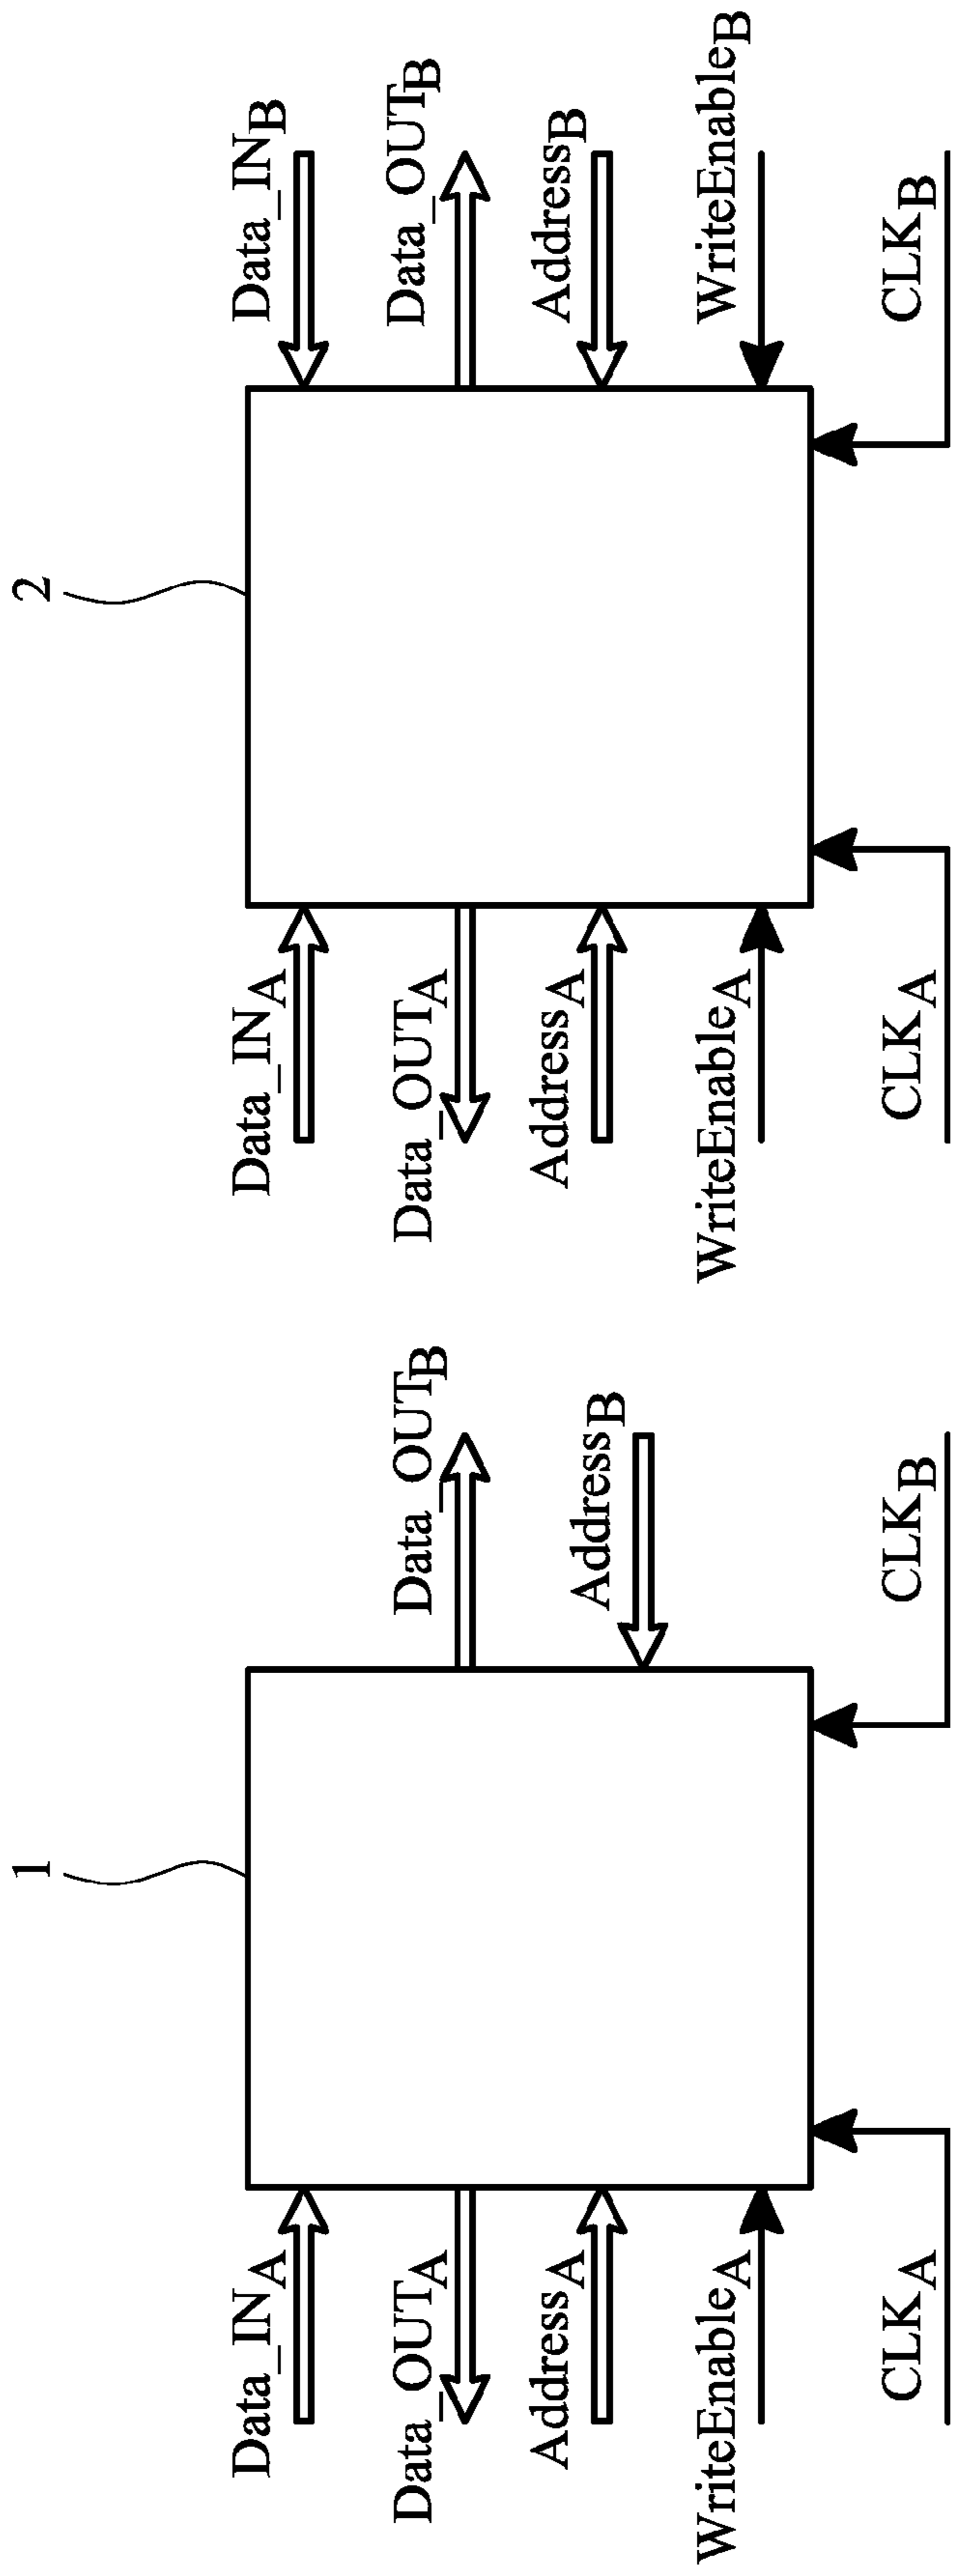 1
Data_IN_A
Data_OUT_A
Address_A
WriteEnable_A
CLK_A
Data_OUT_B
Address_B
CLK_B
2
Data_IN_A
Data_OUT_A
Address_A
WriteEnable_A
CLK_A
Data_IN_B
Data_OUT_B
Address_B
WriteEnable_B
CLK_B